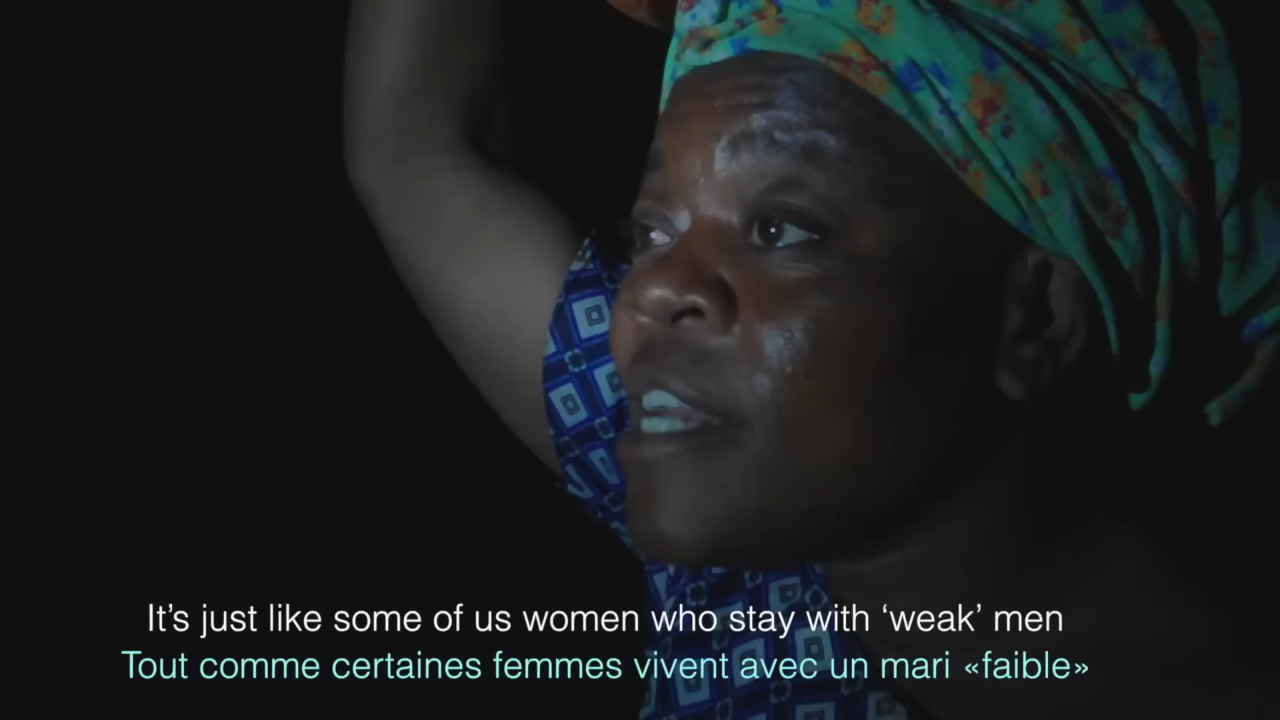 It’s just like some of us women who stay with ‘weak’ men
Tout comme certaines femmes vivent avec un mari «faible»